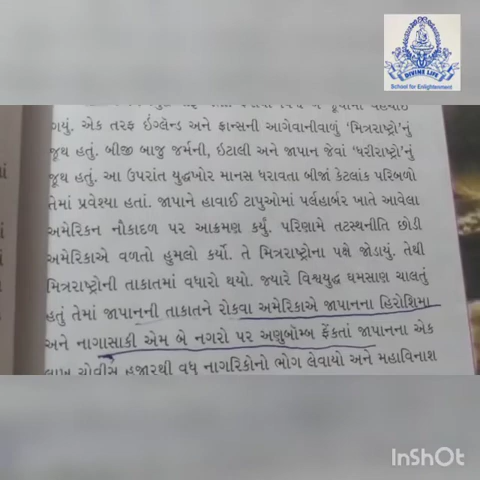 DIVINE LIFE
School for Enlightenment
ગયું. એક તરફ ઇંગ્લેન્ડ અને ફ્રાન્સની આગેવાનીવાળું 'મિત્રરાષ્ટ્રો'નું
જૂથ હતું. બીજી બાજુ જર્મની, ઇટાલી અને જાપાન જેવાં 'ધરીરાષ્ટ્રો'નું
જૂથ હતું. આ ઉપરાંત યુદ્ધખોર માનસ ધરાવતા બીજાં કેટલાંક પરિબળો
તેમાં પ્રવેશ્યા હતાં. જાપાને હાવાઈ ટાપુઓમાં પર્લહાર્બર ખાતે આવેલા
અમેરિકન નૌકાદળ પર આક્રમણ કર્યું. પરિણામે તટસ્થનીતિ છોડી
અમેરિકાએ વળતો હુમલો કર્યો. તે મિત્રરાષ્ટ્રોના પક્ષે જોડાયું. તેથી
મિત્રરાષ્ટ્રોની તાકાતમાં વધારો થયો. જ્યારે વિશ્વયુદ્ધ ઘમસાણ ચાલતું
હતું તેમાં જાપાનની તાકાતને રોકવા અમેરિકાએ જાપાનના હિરોશિમા
અને નાગાસાકી એમ બે નગરો પર અણુબૉમ્બ ફેંકતાં જાપાનના એક
લાખ ચોવીસ હજારથી વધુ નાગરિકોનો ભોગ લેવાયો અને મહાવિનાશ
InShOt